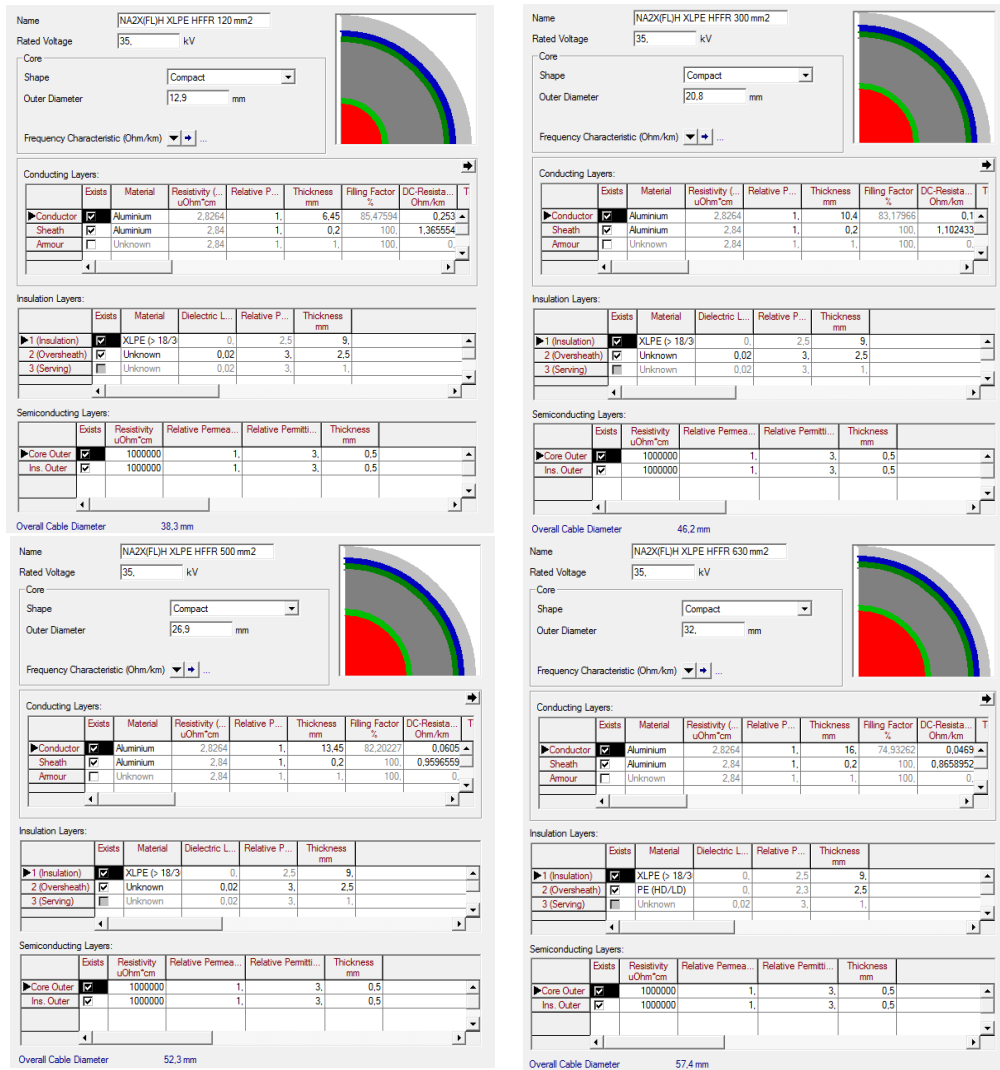 Name NA2X(FL)H XLPE HFFR 120 mm2
Rated Voltage 35, kV
Core
Shape Compact
Outer Diameter 12,9 mm
Frequency Characteristic (Ohm/km) ...
Conducting Layers:
Exists Material Resistivity (... Relative P... Thickness Filling Factor DC-Resista... T
uOhm*cm mm % Ohm/km
Conductor Aluminium 2,8264 1, 6,45 85,47594 0,253
Sheath Aluminium 2,84 1, 0,2 100, 1,365554
Amour Unknown 2,84 1, 1, 100, 0,
Insulation Layers:
Exists Material Dielectric L... Relative P... Thickness
mm
1 (Insulation) XLPE (> 18/3 0, 2,5 9,
2 (Oversheath) Unknown 0,02 3, 2,5
3 (Serving) Unknown 0,02 3, 1,
Semiconducting Layers:
Exists Resistivity Relative Permea... Relative Permitti... Thickness
uOhm*cm mm
Core Outer 1000000 1, 3, 0,5
Ins. Outer 1000000 1, 3, 0,5
Overall Cable Diameter 38,3 mm
Name NA2X(FL)H XLPE HFFR 300 mm2
Rated Voltage 35, kV
Core
Shape Compact
Outer Diameter 20,8 mm
Frequency Characteristic (Ohm/km) ...
Conducting Layers:
Exists Material Resistivity (... Relative P... Thickness Filling Factor DC-Resista... T
uOhm*cm mm % Ohm/km
Conductor Aluminium 2,8264 1, 10,4 83,17966 0,1
Sheath Aluminium 2,84 1, 0,2 100, 1,102433
Amour Unknown 2,84 1, 1, 100, 0,
Insulation Layers:
Exists Material Dielectric L... Relative P... Thickness
mm
1 (Insulation) XLPE (> 18/3 0, 2,5 9,
2 (Oversheath) Unknown 0,02 3, 2,5
3 (Serving) Unknown 0,02 3, 1,
Semiconducting Layers:
Exists Resistivity Relative Permea... Relative Permitti... Thickness
uOhm*cm mm
Core Outer 1000000 1, 3, 0,5
Ins. Outer 1000000 1, 3, 0,5
Overall Cable Diameter 46,2 mm
Name NA2X(FL)H XLPE HFFR 500 mm2
Rated Voltage 35, kV
Core
Shape Compact
Outer Diameter 26,9 mm
Frequency Characteristic (Ohm/km) ...
Conducting Layers:
Exists Material Resistivity (... Relative P... Thickness Filling Factor DC-Resista... T
uOhm*cm mm % Ohm/km
Conductor Aluminium 2,8264 1, 13,45 82,20227 0,0605
Sheath Aluminium 2,84 1, 0,2 100, 0,9596559
Amour Unknown 2,84 1, 1, 100, 0,
Insulation Layers:
Exists Material Dielectric L... Relative P... Thickness
mm
1 (Insulation) XLPE (> 18/3 0, 2,5 9,
2 (Oversheath) Unknown 0,02 3, 2,5
3 (Serving) Unknown 0,02 3, 1,
Semiconducting Layers:
Exists Resistivity Relative Permea... Relative Permitti... Thickness
uOhm*cm mm
Core Outer 1000000 1, 3, 0,5
Ins. Outer 1000000 1, 3, 0,5
Overall Cable Diameter 52,3 mm
Name NA2X(FL)H XLPE HFFR 630 mm2
Rated Voltage 35, kV
Core
Shape Compact
Outer Diameter 32, mm
Frequency Characteristic (Ohm/km) ...
Conducting Layers:
Exists Material Resistivity (... Relative P... Thickness Filling Factor DC-Resista... T
uOhm*cm mm % Ohm/km
Conductor Aluminium 2,8264 1, 16, 74,93262 0,0469
Sheath Aluminium 2,84 1, 0,2 100, 0,8658952
Amour Unknown 2,84 1, 1, 100, 0,
Insulation Layers:
Exists Material Dielectric L... Relative P... Thickness
mm
1 (Insulation) XLPE (> 18/3 0, 2,5 9,
2 (Oversheath) PE (HD/LD) 0, 2,3 2,5
3 (Serving) Unknown 0,02 3, 1,
Semiconducting Layers:
Exists Resistivity Relative Permea... Relative Permitti... Thickness
uOhm*cm mm
Core Outer 1000000 1, 3, 0,5
Ins. Outer 1000000 1, 3, 0,5
Overall Cable Diameter 57,4 mm